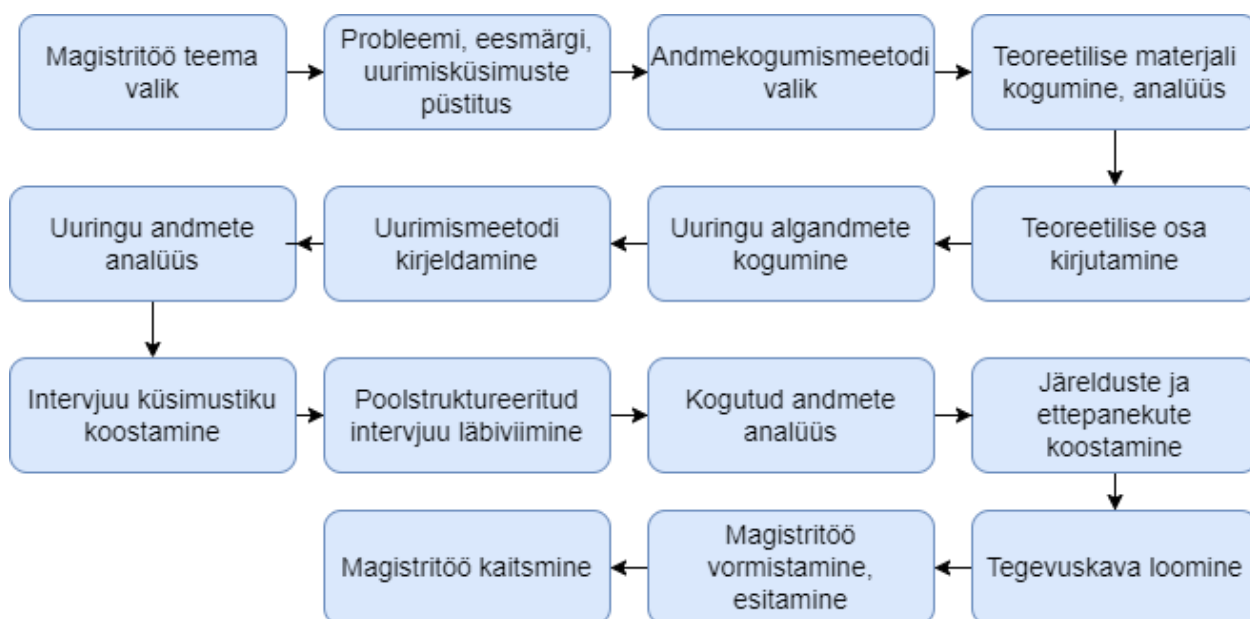 Magistritöö teema
valik
Probleemi, eesmärgi,
uurimisküsimuste
püstitus
Andmekogumismeetodi
valik
Teoreetilise materjali
kogumine, analüüs
Teoreetilise osa
kirjutamine
Uuringu algandmete
kogumine
Uurimismeetodi
kirjeldamine
Uuringu andmete
analüüs
Intervjuu küsimustiku
koostamine
Poolstruktureeritud
intervjuu läbiviimine
Kogutud andmete
analüüs
Järelduste ja
ettepanekute
koostamine
Tegevuskava loomine
Magistritöö
vormistamine,
esitamine
Magistritöö kaitsmine